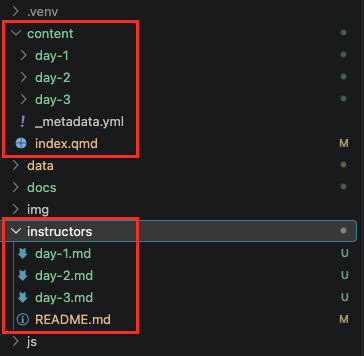 .venv
content
day-1
day-2
day-3
! _metadata.yml
index.qmd M
data
docs
img
instructors
day-1.md U
day-2.md U
day-3.md U
README.md M
js